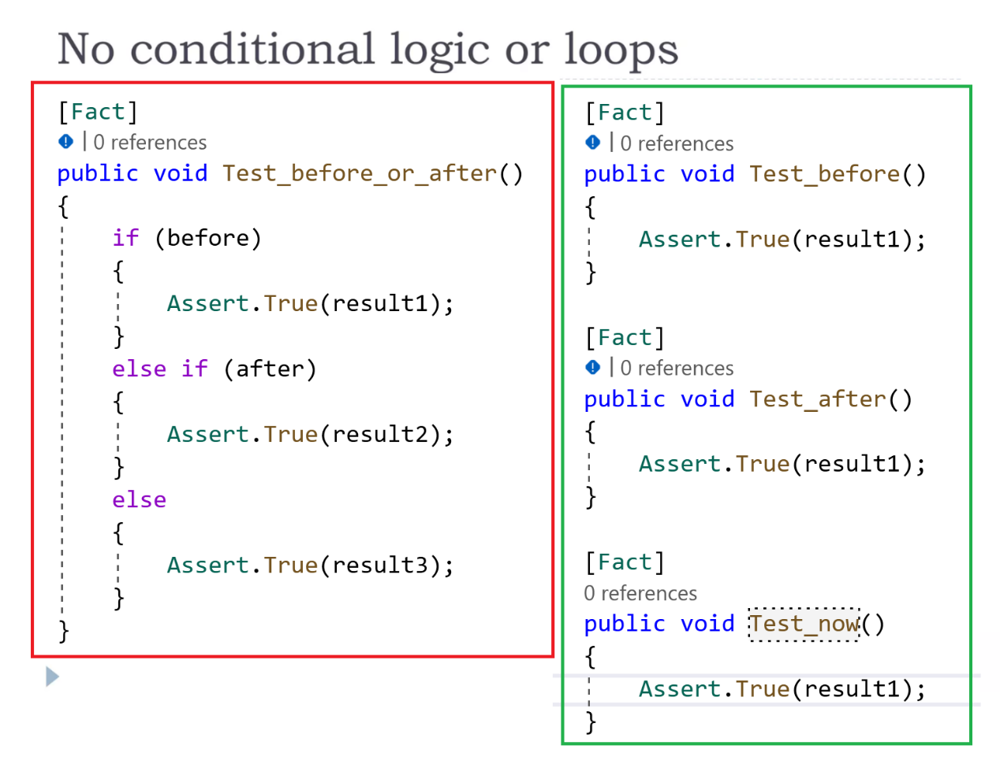 No conditional logic or loops
[Fact]
| 0 references
public void Test_before_or_after()
{
if (before)
{
Assert.True(result1);
}
else if (after)
{
Assert.True(result2);
}
else
{
Assert.True(result3);
}
}
[Fact]
| 0 references
public void Test_before()
{
Assert.True(result1);
}
[Fact]
| 0 references
public void Test_after()
{
Assert.True(result1);
}
[Fact]
0 references
public void Test_now()
{
Assert.True(result1);
}